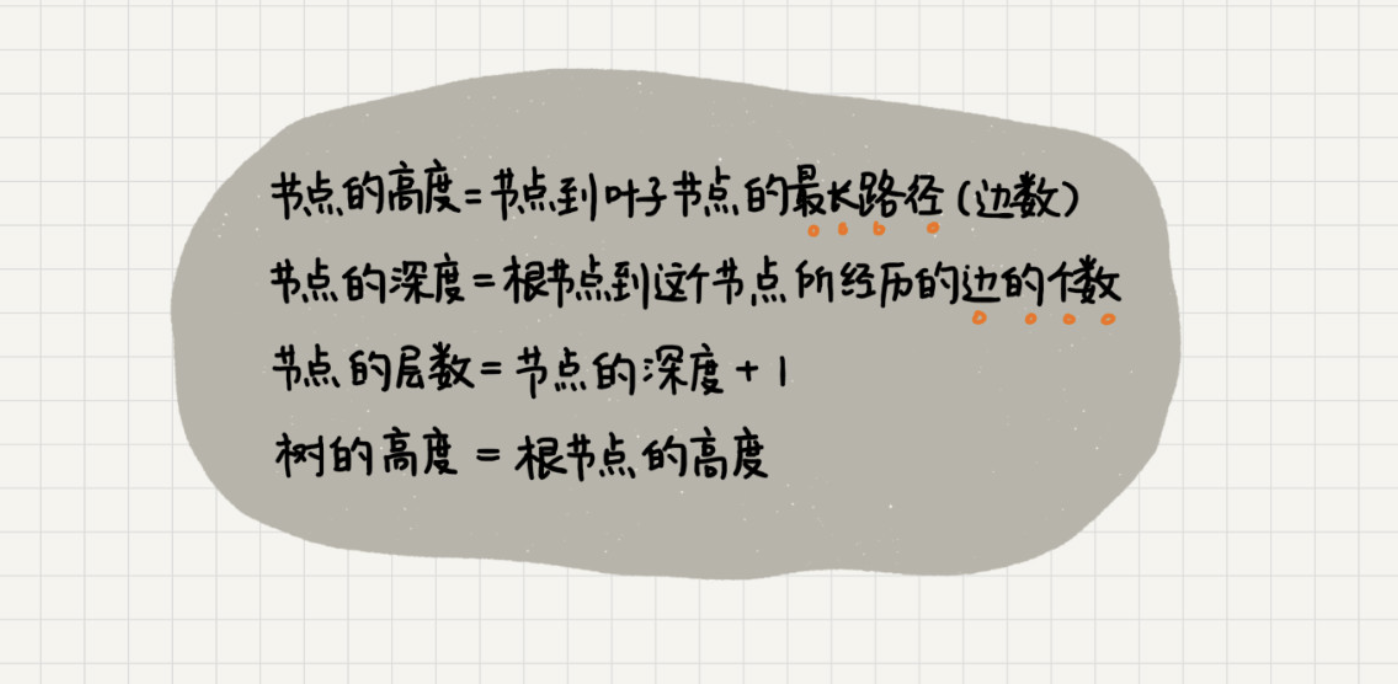 节点的高度=节点到叶子节点的最长路径(边数)
节点的深度=根节点到这个节点所经历的边的个数
节点的层数=节点的深度+1
树的高度=根节点的高度